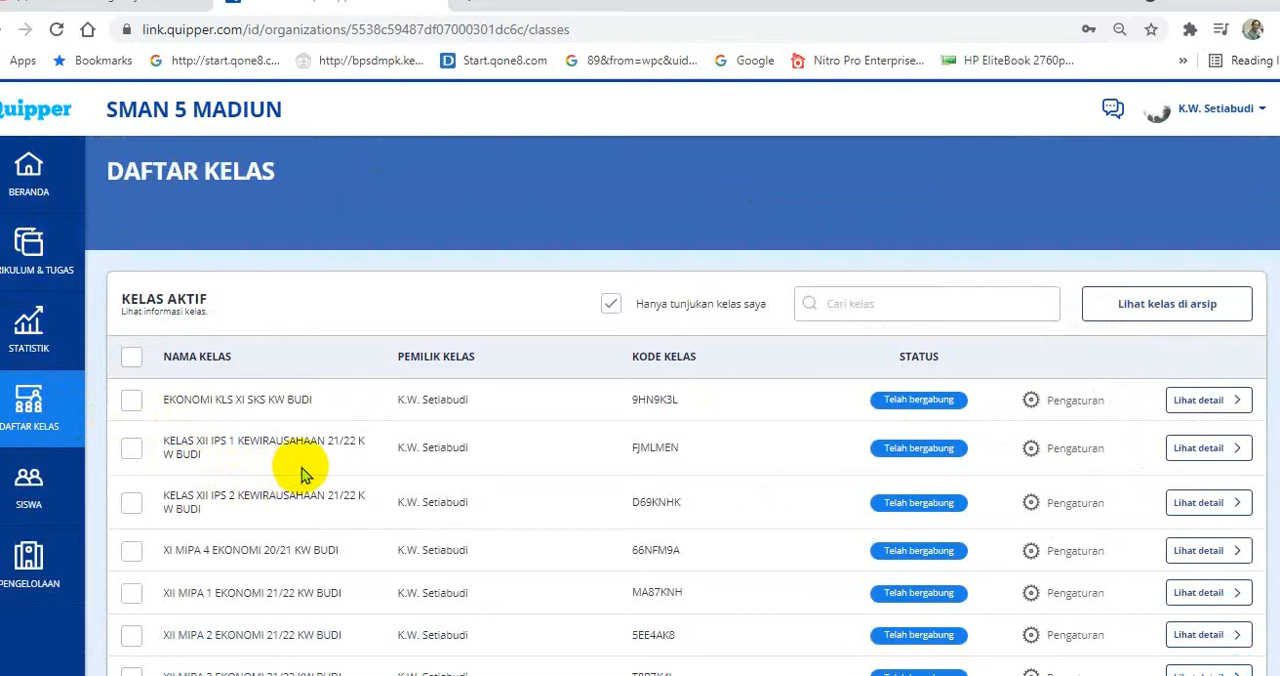 link.quipper.com/id/organizations/5538c59487df07000301dc6c/classes
Apps Bookmarks http://start.qone8.c... http://bpsdmpk.ke... Start.qone8.com 89&from=wpc&uid... Google Nitro Pro Enterprise... HP EliteBook 2760p... » Reading l
Quipper SMAN 5 MADIUN K.W. Setiabudi
BERANDA
RIKULUM & TUGAS
STATISTIK
DAFTAR KELAS
SISWA
PENGELOLAAN
DAFTAR KELAS
KELAS AKTIF
Lihat informasi kelas.
Hanya tunjukan kelas saya Cari kelas Lihat kelas di arsip
NAMA KELAS PEMILIK KELAS KODE KELAS STATUS
EKONOMI KLS XI SKS KW BUDI K.W. Setiabudi 9HN9K3L Telah bergabung Pengaturan Lihat detail
KELAS XII IPS 1 KEWIRAUSAHAAN 21/22 K
W BUDI
K.W. Setiabudi FJMLMEN Telah bergabung Pengaturan Lihat detail
KELAS XII IPS 2 KEWIRAUSAHAAN 21/22 K
W BUDI
K.W. Setiabudi D69KNHK Telah bergabung Pengaturan Lihat detail
XI MIPA 4 EKONOMI 20/21 KW BUDI K.W. Setiabudi 66NFM9A Telah bergabung Pengaturan Lihat detail
XII MIPA 1 EKONOMI 21/22 KW BUDI K.W. Setiabudi MA87KNH Telah bergabung Pengaturan Lihat detail
XII MIPA 2 EKONOMI 21/22 KW BUDI K.W. Setiabudi 5EE4AK8 Telah bergabung Pengaturan Lihat detail